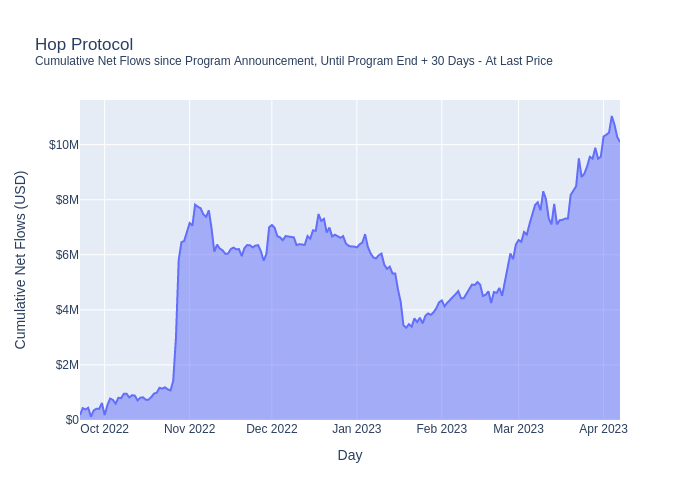 Hop Protocol
Cumulative Net Flows since Program Announcement, Until Program End + 30 Days - At Last Price
Cumulative Net Flows (USD)
$10M
$8M
$6M
$4M
$2M
$0
Oct 2022 Nov 2022 Dec 2022 Jan 2023 Feb 2023 Mar 2023 Apr 2023
Day